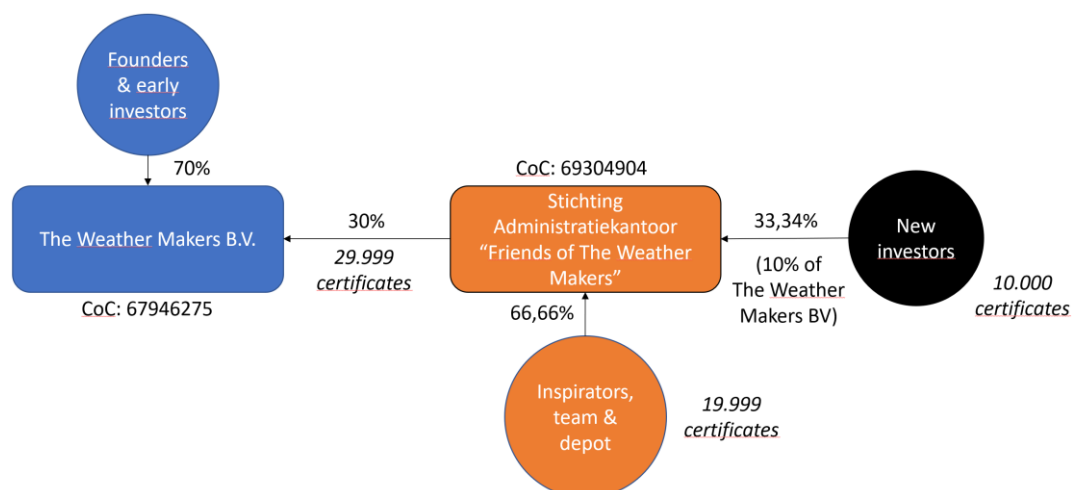 Founders
& early
investors
70%
The Weather Makers B.V.
CoC: 67946275
30%
29.999
certificates
CoC: 69304904
Stichting
Administratiekantoor
“Friends of The Weather
Makers”
33,34%
(10% of
The Weather
Makers BV)
New
investors
10.000
certificates
66,66%
Inspirators,
team &
depot
19.999
certificates